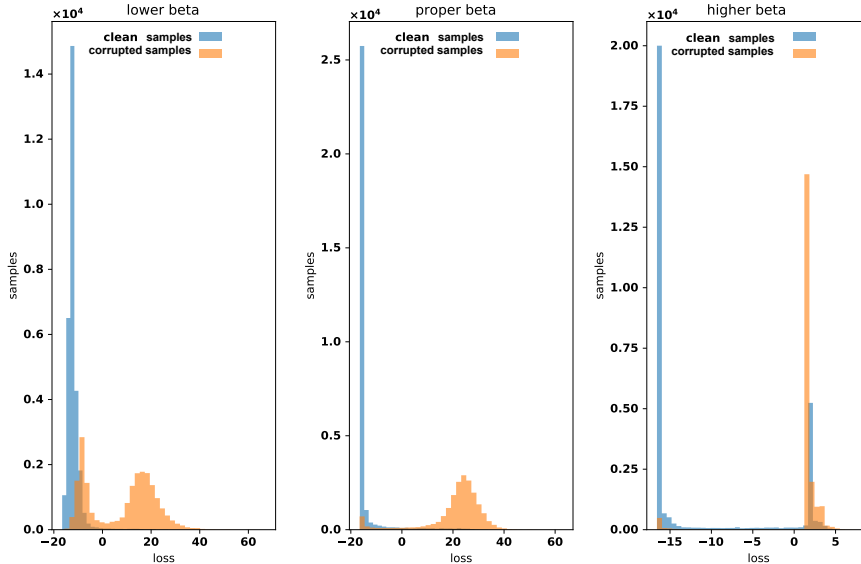 lower beta
×10⁴
clean samples
corrupted samples
1.4
1.2
1.0
0.8
0.6
0.4
0.2
0.0
samples
−20
0
20
40
60
loss
proper beta
×10⁴
clean samples
corrupted samples
2.5
2.0
1.5
1.0
0.5
0.0
samples
−20
0
20
40
60
loss
higher beta
×10⁴
clean samples
corrupted samples
2.00
1.75
1.50
1.25
1.00
0.75
0.50
0.25
0.00
samples
−15
−10
−5
0
5
loss